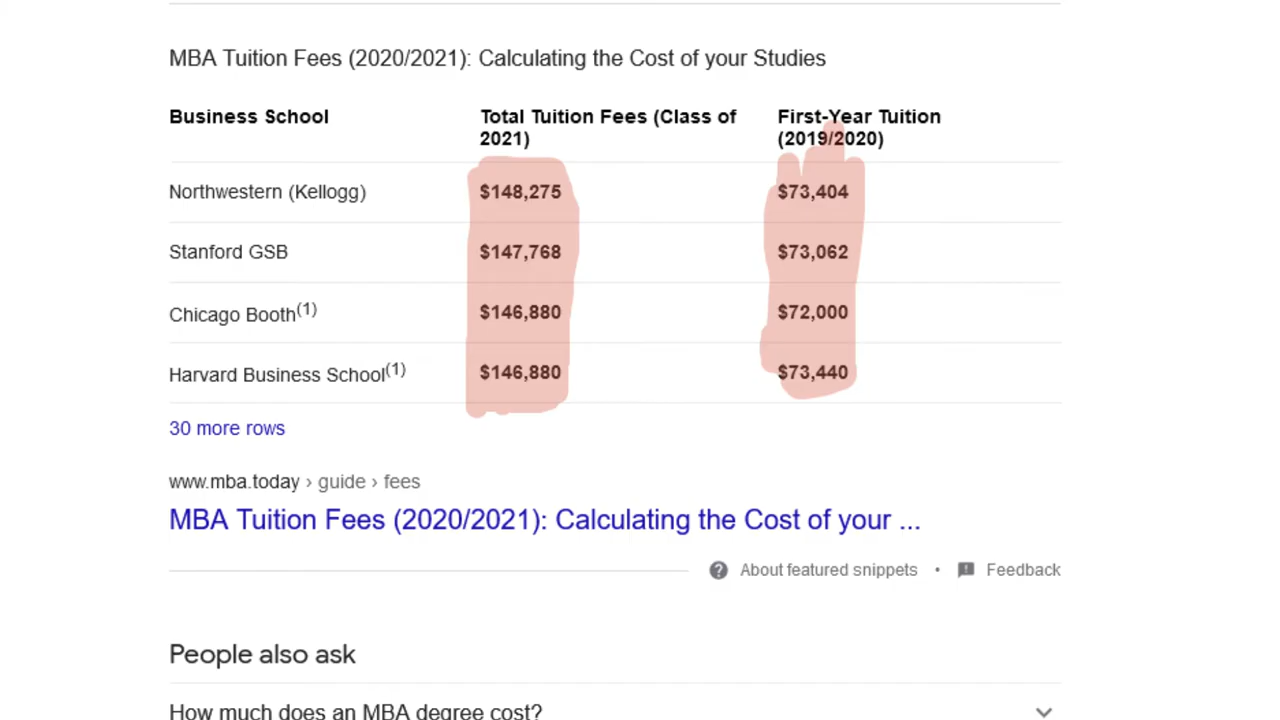 MBA Tuition Fees (2020/2021): Calculating the Cost of your Studies
Business School Total Tuition Fees (Class of 2021) First-Year Tuition (2019/2020)
Northwestern (Kellogg) $148,275 $73,404
Stanford GSB $147,768 $73,062
Chicago Booth(1) $146,880 $72,000
Harvard Business School(1) $146,880 $73,440
30 more rows
www.mba.today › guide › fees
MBA Tuition Fees (2020/2021): Calculating the Cost of your ...
About featured snippets • Feedback
People also ask
How much does an MBA degree cost?